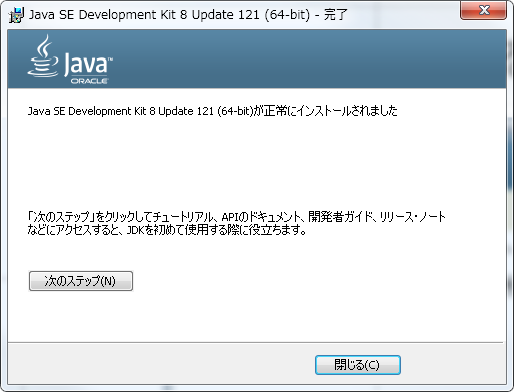 Java SE Development Kit 8 Update 121 (64-bit) - 完了
Java™
ORACLE
Java SE Development Kit 8 Update 121 (64-bit)が正常にインストールされました
「次のステップ」をクリックしてチュートリアル、APIのドキュメント、開発者ガイド、リリース・ノート
などにアクセスすると、JDKを初めて使用する際に役立ちます。
次のステップ(N)
閉じる(C)